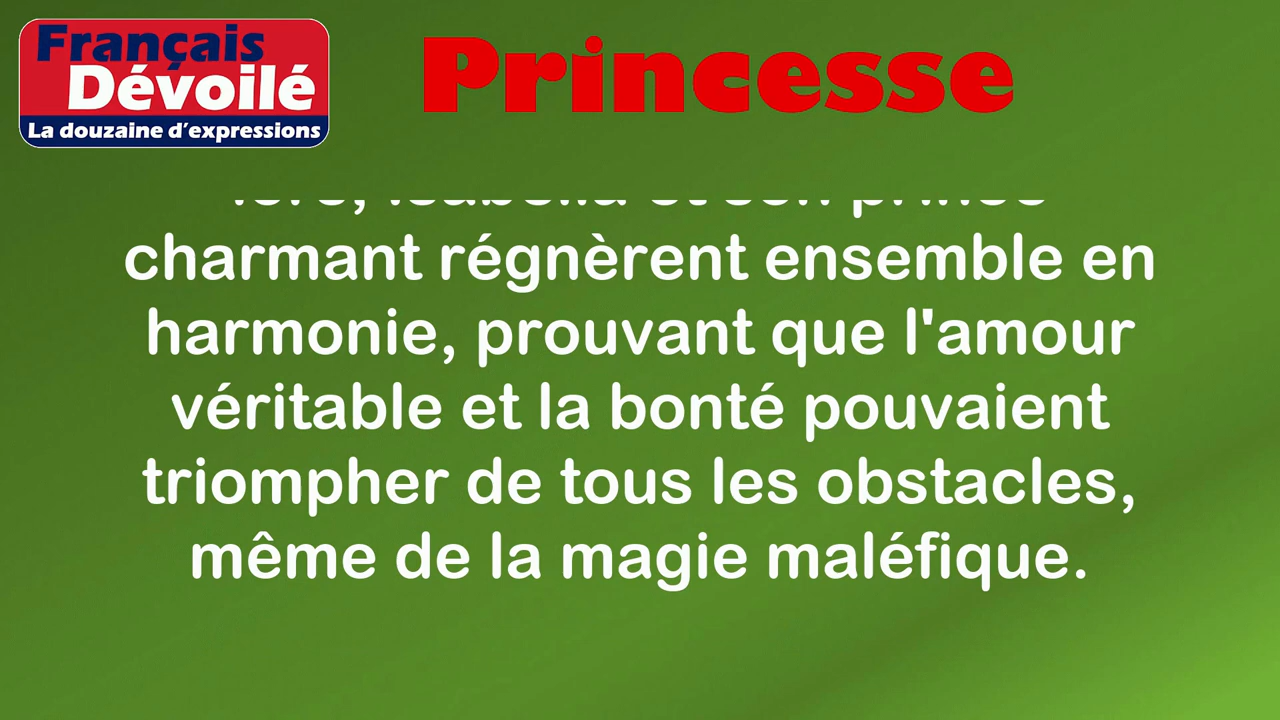 Français
Dévoilé
La douzaine d'expressions
Princesse
charmant régnèrent ensemble en
harmonie, prouvant que l'amour
véritable et la bonté pouvaient
triompher de tous les obstacles,
même de la magie maléfique.